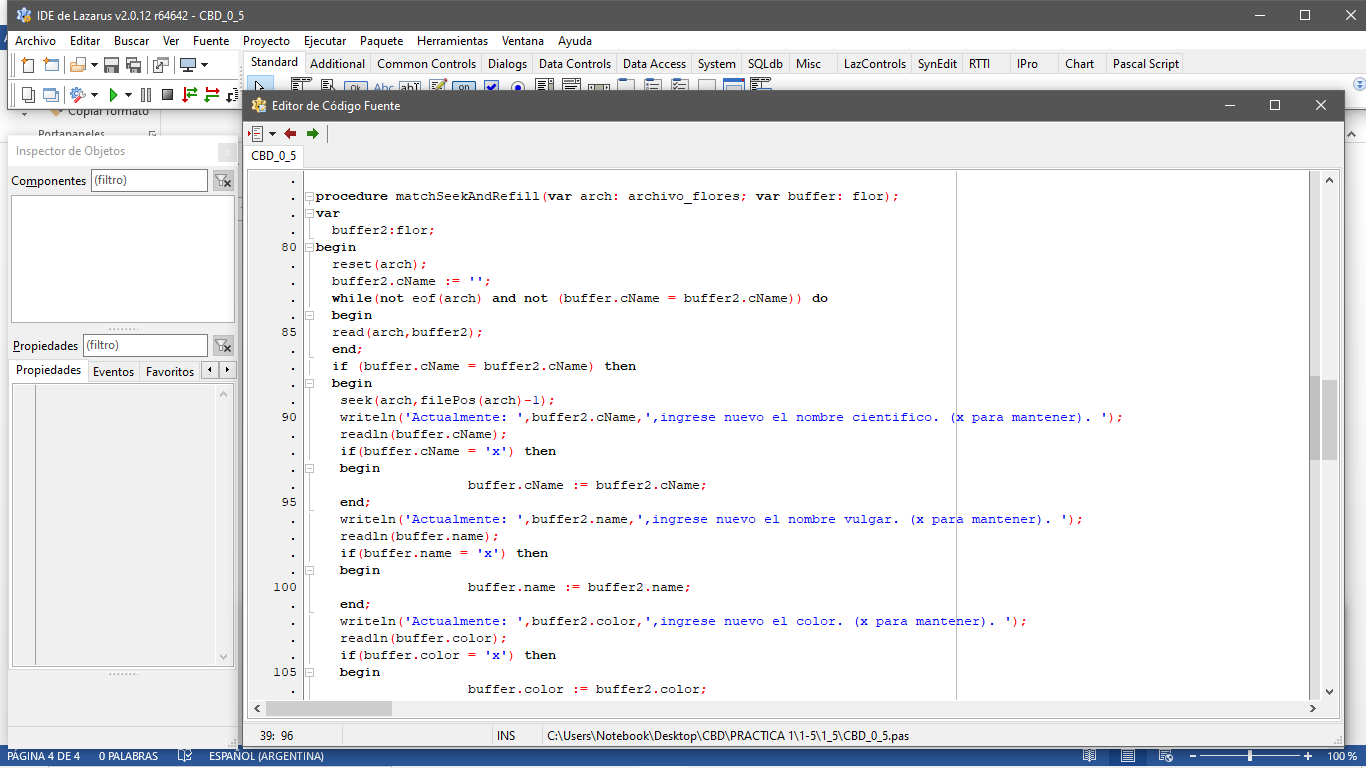 IDE de Lazarus v2.0.12 r64642 - CBD_0_5
Archivo Editar Buscar Ver Fuente Proyecto Ejecutar Paquete Herramientas Ventana Ayuda
Standard Additional Common Controls Dialogs Data Controls Data Access System SQLdb Misc LazControls SynEdit RTTI IPro Chart Pascal Script
Copiar formato
Portapapeles
Editor de Código Fuente
Inspector de Objetos
Componentes (filtro)
Propiedades (filtro)
Propiedades Eventos Favoritos
CBD_0_5
procedure matchSeekAndRefill(var arch: archivo_flores; var buffer: flor);
var
buffer2:flor;
80 begin
reset(arch);
buffer2.cName := '';
while(not eof(arch) and not (buffer.cName = buffer2.cName)) do
begin
85 read(arch,buffer2);
end;
if (buffer.cName = buffer2.cName) then
begin
seek(arch,filePos(arch)-1);
90 writeln('Actualmente: ',buffer2.cName,',ingrese nuevo el nombre cientifico. (x para mantener). ');
readln(buffer.cName);
if(buffer.cName = 'x') then
begin
buffer.cName := buffer2.cName;
95 end;
writeln('Actualmente: ',buffer2.name,',ingrese nuevo el nombre vulgar. (x para mantener). ');
readln(buffer.name);
if(buffer.name = 'x') then
begin
100 buffer.name := buffer2.name;
end;
writeln('Actualmente: ',buffer2.color,',ingrese nuevo el color. (x para mantener). ');
readln(buffer.color);
if(buffer.color = 'x') then
105 begin
buffer.color := buffer2.color;
39: 96 INS C:\Users\Notebook\Desktop\CBD\PRACTICA 1\1-5\1_5\CBD_0_5.pas
PÁGINA 4 DE 4 0 PALABRAS ESPAÑOL (ARGENTINA) 100 %